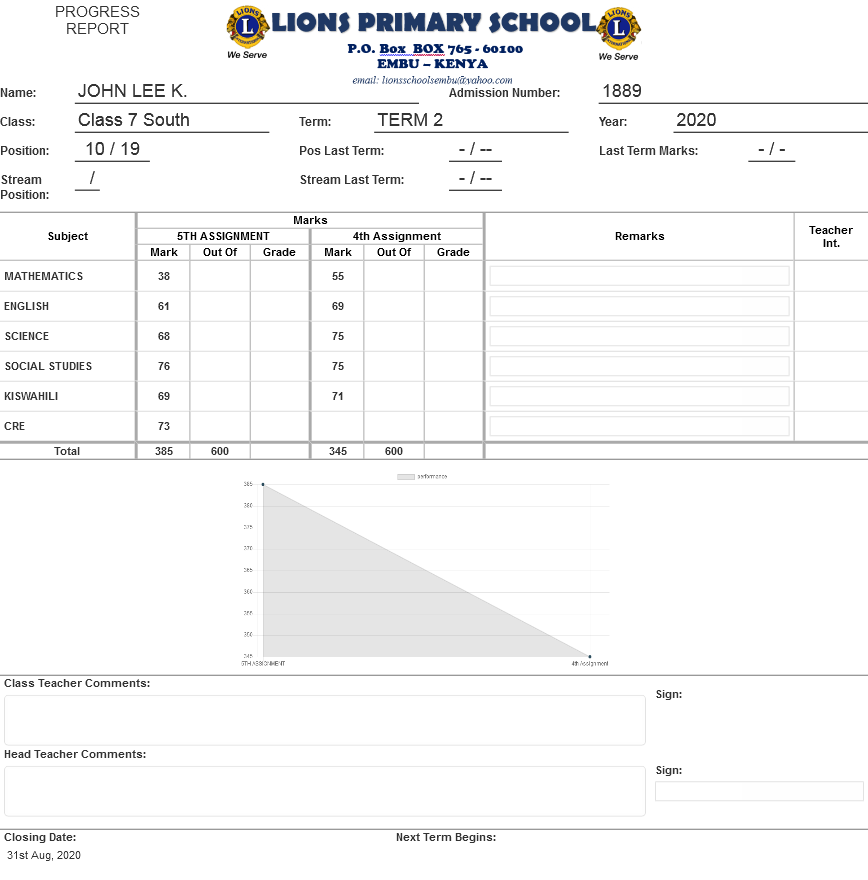 PROGRESS
REPORT
LIONS
L
We Serve
LIONS PRIMARY SCHOOL
LIONS
L
We Serve
P.O. Box BOX 765 - 60100
EMBU – KENYA
email: lionsschoolsembu@yahoo.com
Name: JOHN LEE K. Admission Number: 1889
Class: Class 7 South Term: TERM 2 Year: 2020
Position: 10 / 19 Pos Last Term: - / -- Last Term Marks: - / -
Stream Position: / Stream Last Term: - / --
Marks
Subject 5TH ASSIGNMENT 4th Assignment Remarks Teacher Int.
Mark Out Of Grade Mark Out Of Grade
MATHEMATICS 38 55
ENGLISH 61 69
SCIENCE 68 75
SOCIAL STUDIES 76 75
KISWAHILI 69 71
CRE 73
Total 385 600 345 600
performance
385
380
375
370
365
360
355
350
345
5TH ASSIGNMENT 4th Assignment
Class Teacher Comments:
Sign:
Head Teacher Comments:
Sign:
Closing Date: Next Term Begins:
31st Aug, 2020